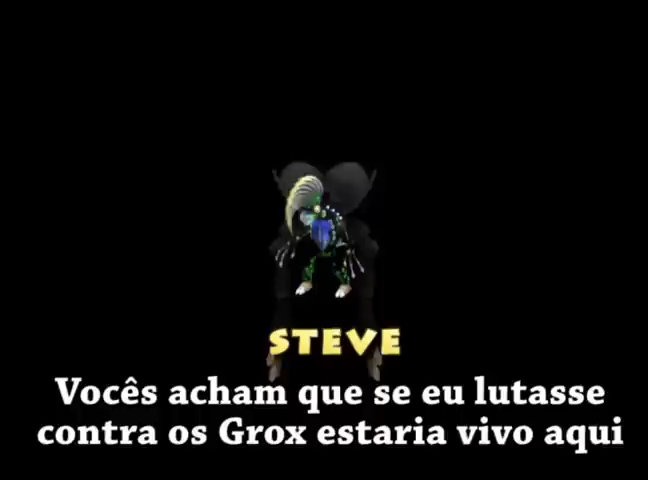 STEVE
Vocês acham que se eu lutasse
contra os Grox estaria vivo aqui